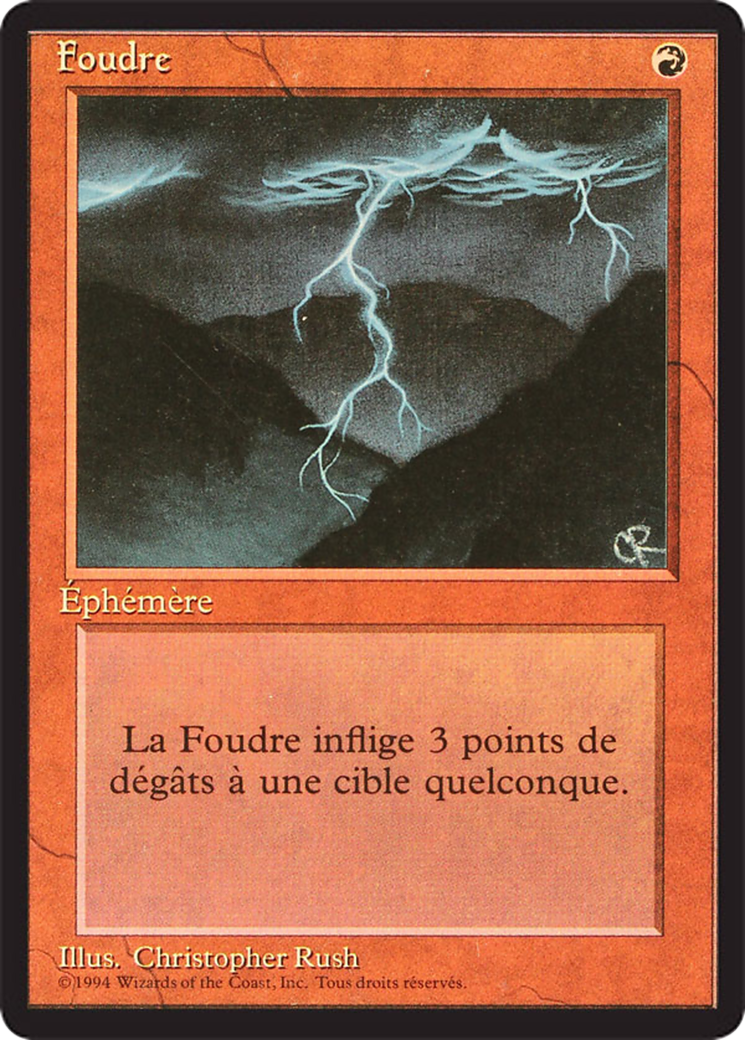 Foudre
CR
Éphémère
La Foudre inflige 3 points de
dégâts à une cible quelconque.
Illus. Christopher Rush
©1994 Wizards of the Coast, Inc. Tous droits réservés.